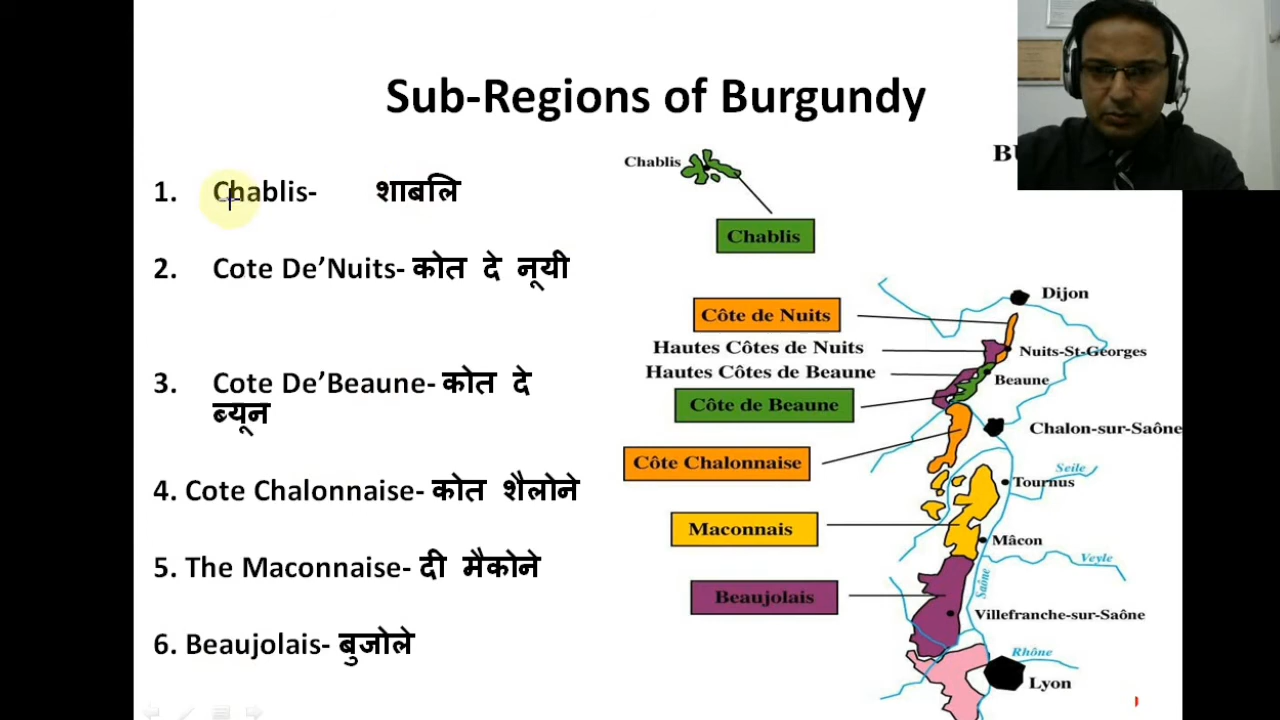 Sub-Regions of Burgundy
1. Chablis- शाबलि
2. Cote De’Nuits- कोत दे नूयी
3. Cote De’Beaune- कोत दे
ब्यून
4. Cote Chalonnaise- कोत शैलोने
5. The Maconnaise- दी मैकोने
6. Beaujolais- बुजोले
Chablis
Chablis
Dijon
Côte de Nuits
Hautes Côtes de Nuits
Nuits-St-Georges
Hautes Côtes de Beaune
Beaune
Côte de Beaune
Chalon-sur-Saône
Côte Chalonnaise
Seile
Tournus
Maconnais
Mâcon
Veyle
Saône
Beaujolais
Villefranche-sur-Saône
Rhône
Lyon